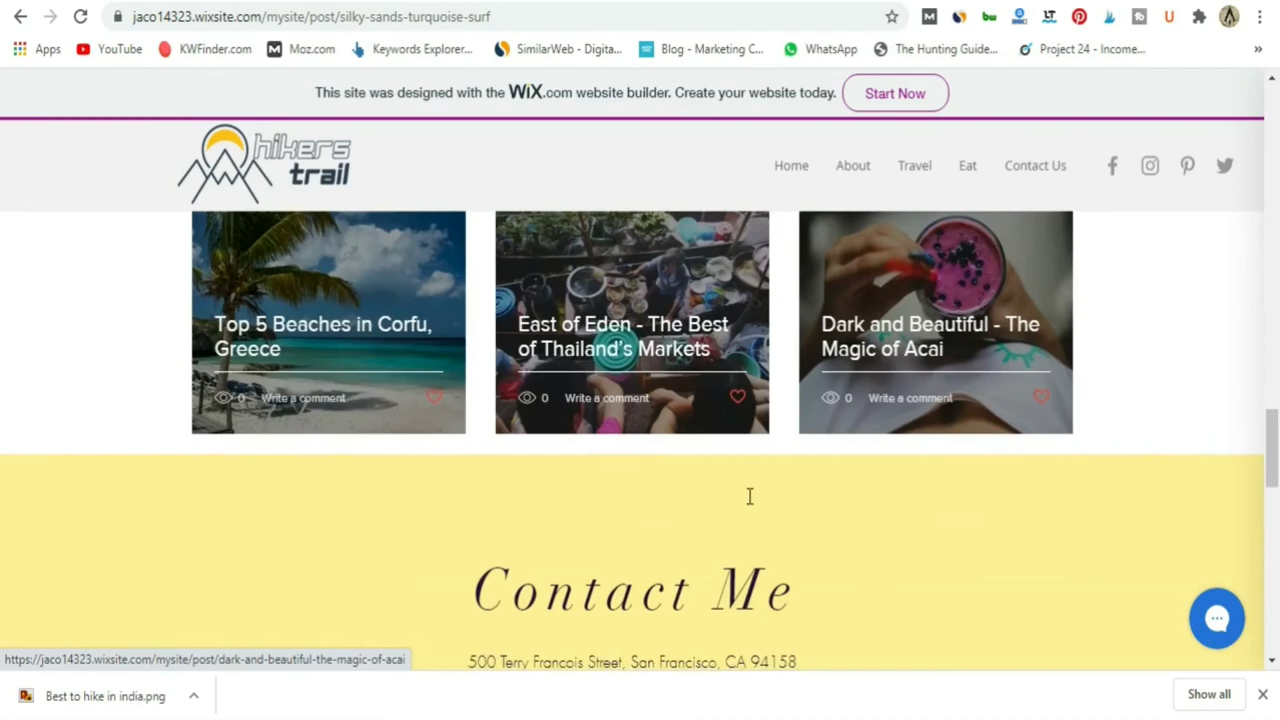 jaco14323.wixsite.com/mysite/post/silky-sands-turquoise-surf
Apps YouTube KWFinder.com Moz.com Keywords Explorer... SimilarWeb - Digita... Blog - Marketing C... WhatsApp The Hunting Guide... Project 24 - Income... »
This site was designed with the WiX.com website builder. Create your website today. Start Now
hikers
trail
Home About Travel Eat Contact Us
Top 5 Beaches in Corfu,
Greece
0 Write a comment
East of Eden - The Best
of Thailand's Markets
0 Write a comment
Dark and Beautiful - The
Magic of Acai
0 Write a comment
Contact Me
500 Terry Francois Street, San Francisco, CA 94158
https://jaco14323.wixsite.com/mysite/post/dark-and-beautiful-the-magic-of-acai
Best to hike in india.png
Show all